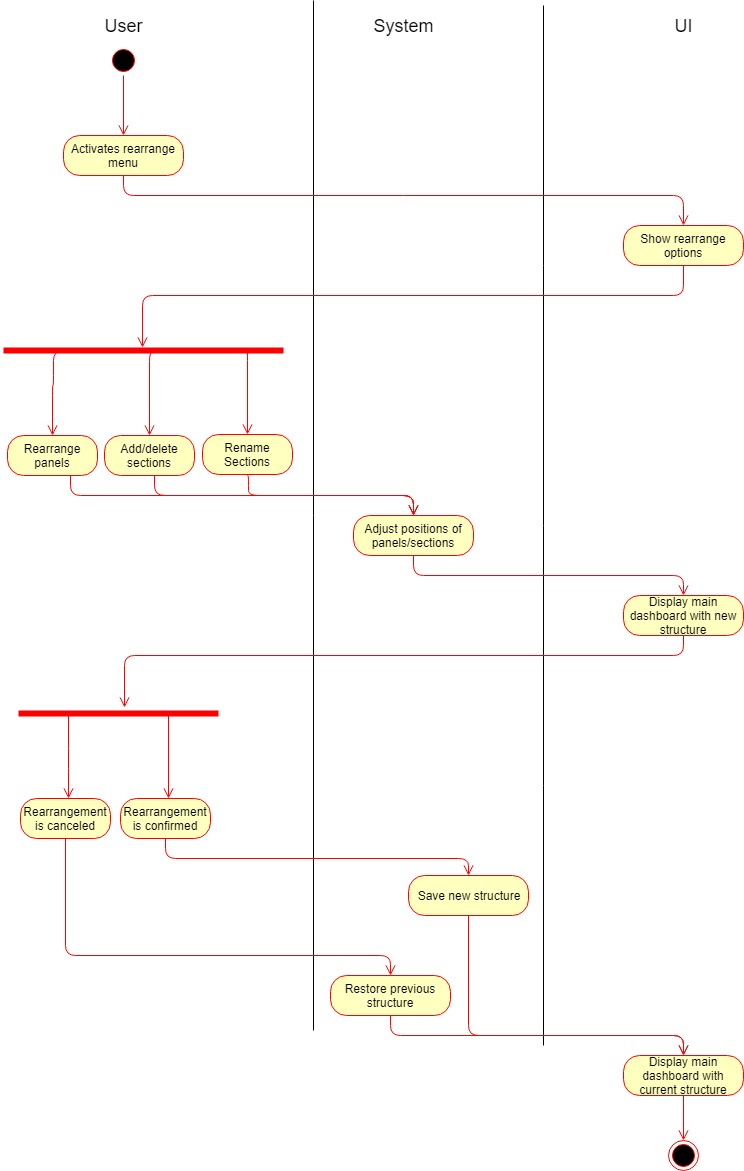 User
System
UI
Activates rearrange
menu
Show rearrange
options
Rearrange
panels
Add/delete
sections
Rename
Sections
Adjust positions of
panels/sections
Display main
dashboard with new
structure
Rearrangement
is canceled
Rearrangement
is confirmed
Save new structure
Restore previous
structure
Display main
dashboard with
current structure